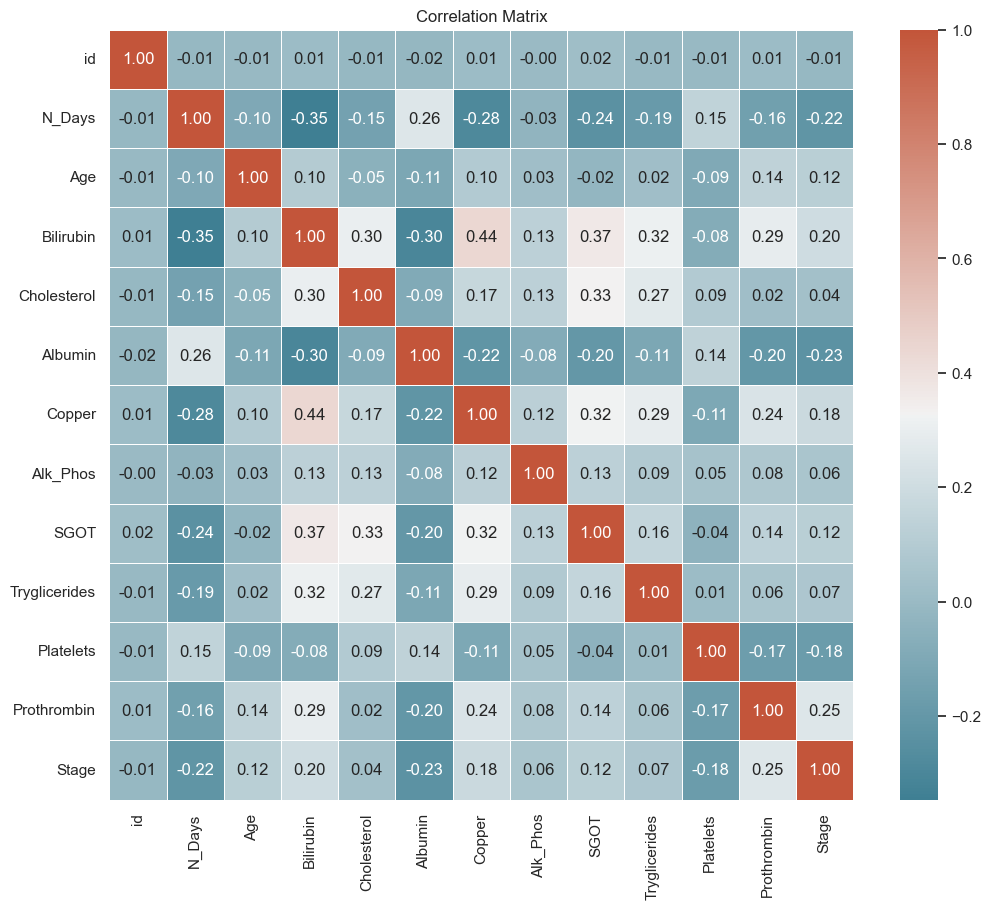 Correlation Matrix
id 1.00 -0.01 -0.01 0.01 -0.01 -0.02 0.01 -0.00 0.02 -0.01 -0.01 0.01 -0.01
N_Days -0.01 1.00 -0.10 -0.35 -0.15 0.26 -0.28 -0.03 -0.24 -0.19 0.15 -0.16 -0.22
Age -0.01 -0.10 1.00 0.10 -0.05 -0.11 0.10 0.03 -0.02 0.02 -0.09 0.14 0.12
Bilirubin 0.01 -0.35 0.10 1.00 0.30 -0.30 0.44 0.13 0.37 0.32 -0.08 0.29 0.20
Cholesterol -0.01 -0.15 -0.05 0.30 1.00 -0.09 0.17 0.13 0.33 0.27 0.09 0.02 0.04
Albumin -0.02 0.26 -0.11 -0.30 -0.09 1.00 -0.22 -0.08 -0.20 -0.11 0.14 -0.20 -0.23
Copper 0.01 -0.28 0.10 0.44 0.17 -0.22 1.00 0.12 0.32 0.29 -0.11 0.24 0.18
Alk_Phos -0.00 -0.03 0.03 0.13 0.13 -0.08 0.12 1.00 0.13 0.09 0.05 0.08 0.06
SGOT 0.02 -0.24 -0.02 0.37 0.33 -0.20 0.32 0.13 1.00 0.16 -0.04 0.14 0.12
Tryglicerides -0.01 -0.19 0.02 0.32 0.27 -0.11 0.29 0.09 0.16 1.00 0.01 0.06 0.07
Platelets -0.01 0.15 -0.09 -0.08 0.09 0.14 -0.11 0.05 -0.04 0.01 1.00 -0.17 -0.18
Prothrombin 0.01 -0.16 0.14 0.29 0.02 -0.20 0.24 0.08 0.14 0.06 -0.17 1.00 0.25
Stage -0.01 -0.22 0.12 0.20 0.04 -0.23 0.18 0.06 0.12 0.07 -0.18 0.25 1.00
id N_Days Age Bilirubin Cholesterol Albumin Copper Alk_Phos SGOT Tryglicerides Platelets Prothrombin Stage
1.0
0.8
0.6
0.4
0.2
0.0
−0.2